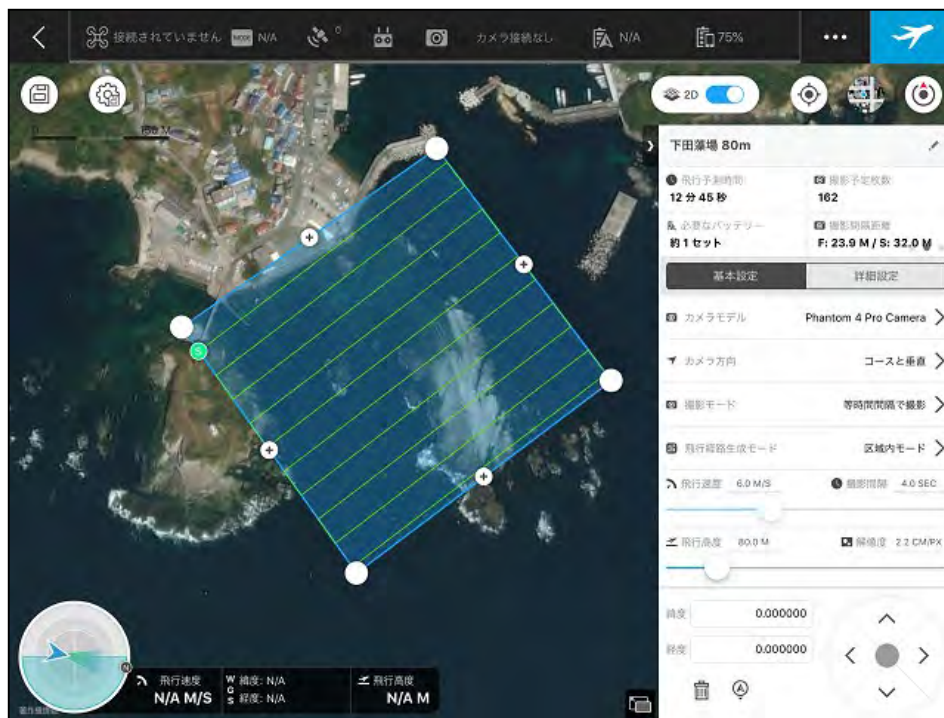 接続されていません MODE N/A 0 カメラ接続なし N/A 75%
2D
下田藻場 80m
飛行予測時間 撮影予定枚数
12 分 45 秒 162
必要なバッテリー 撮影間隔距離
約 1 セット F: 23.9 M / S: 32.0 M
基本設定 詳細設定
カメラモデル Phantom 4 Pro Camera
カメラ方向 コースと垂直
撮影モード 等時間間隔で撮影
飛行経路生成モード 区域内モード
飛行速度 6.0 M/S 撮影間隔 4.0 SEC
飛行高度 80.0 M 解像度 2.2 CM/PX
緯度 0.000000
経度 0.000000
S
N
飛行速度 WGS 緯度: N/A 飛行高度
N/A M/S 経度: N/A N/A M